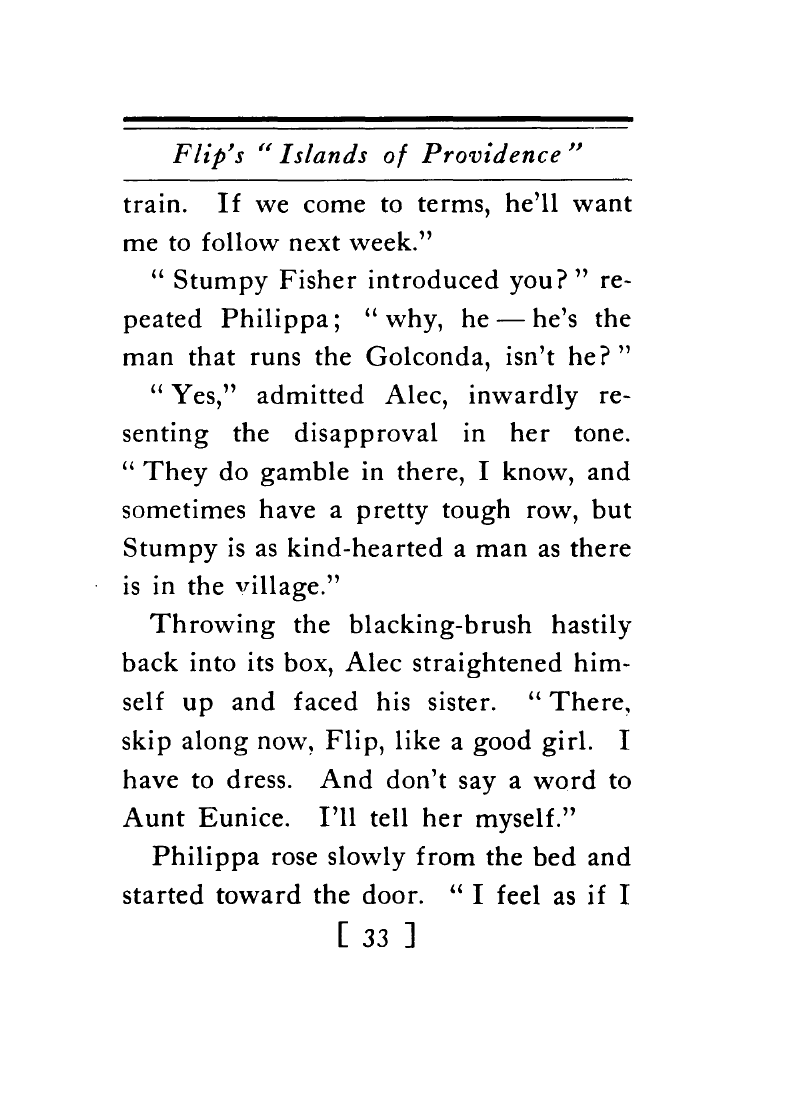 Flip's “ Islands of Providence ”
train. If we come to terms, he'll want
me to follow next week.”
“ Stumpy Fisher introduced you? ” re-
peated Philippa; “ why, he — he's the
man that runs the Golconda, isn't he? ”
“ Yes,” admitted Alec, inwardly re-
senting the disapproval in her tone.
“ They do gamble in there, I know, and
sometimes have a pretty tough row, but
Stumpy is as kind-hearted a man as there
is in the village.”
Throwing the blacking-brush hastily
back into its box, Alec straightened him-
self up and faced his sister. “ There,
skip along now, Flip, like a good girl. I
have to dress. And don't say a word to
Aunt Eunice. I'll tell her myself.”
Philippa rose slowly from the bed and
started toward the door. “ I feel as if I
[ 33 ]